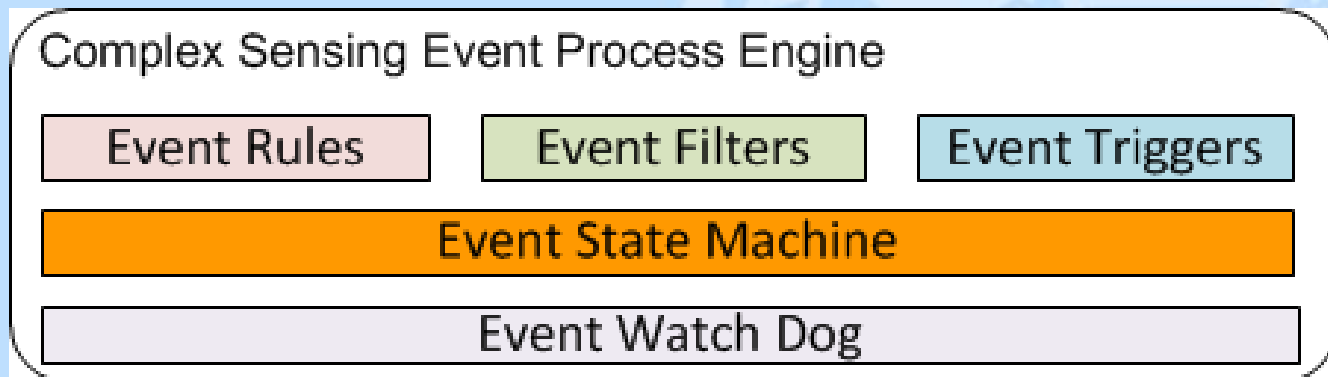 Complex Sensing Event Process Engine
Event Rules
Event Filters
Event Triggers
Event State Machine
Event Watch Dog